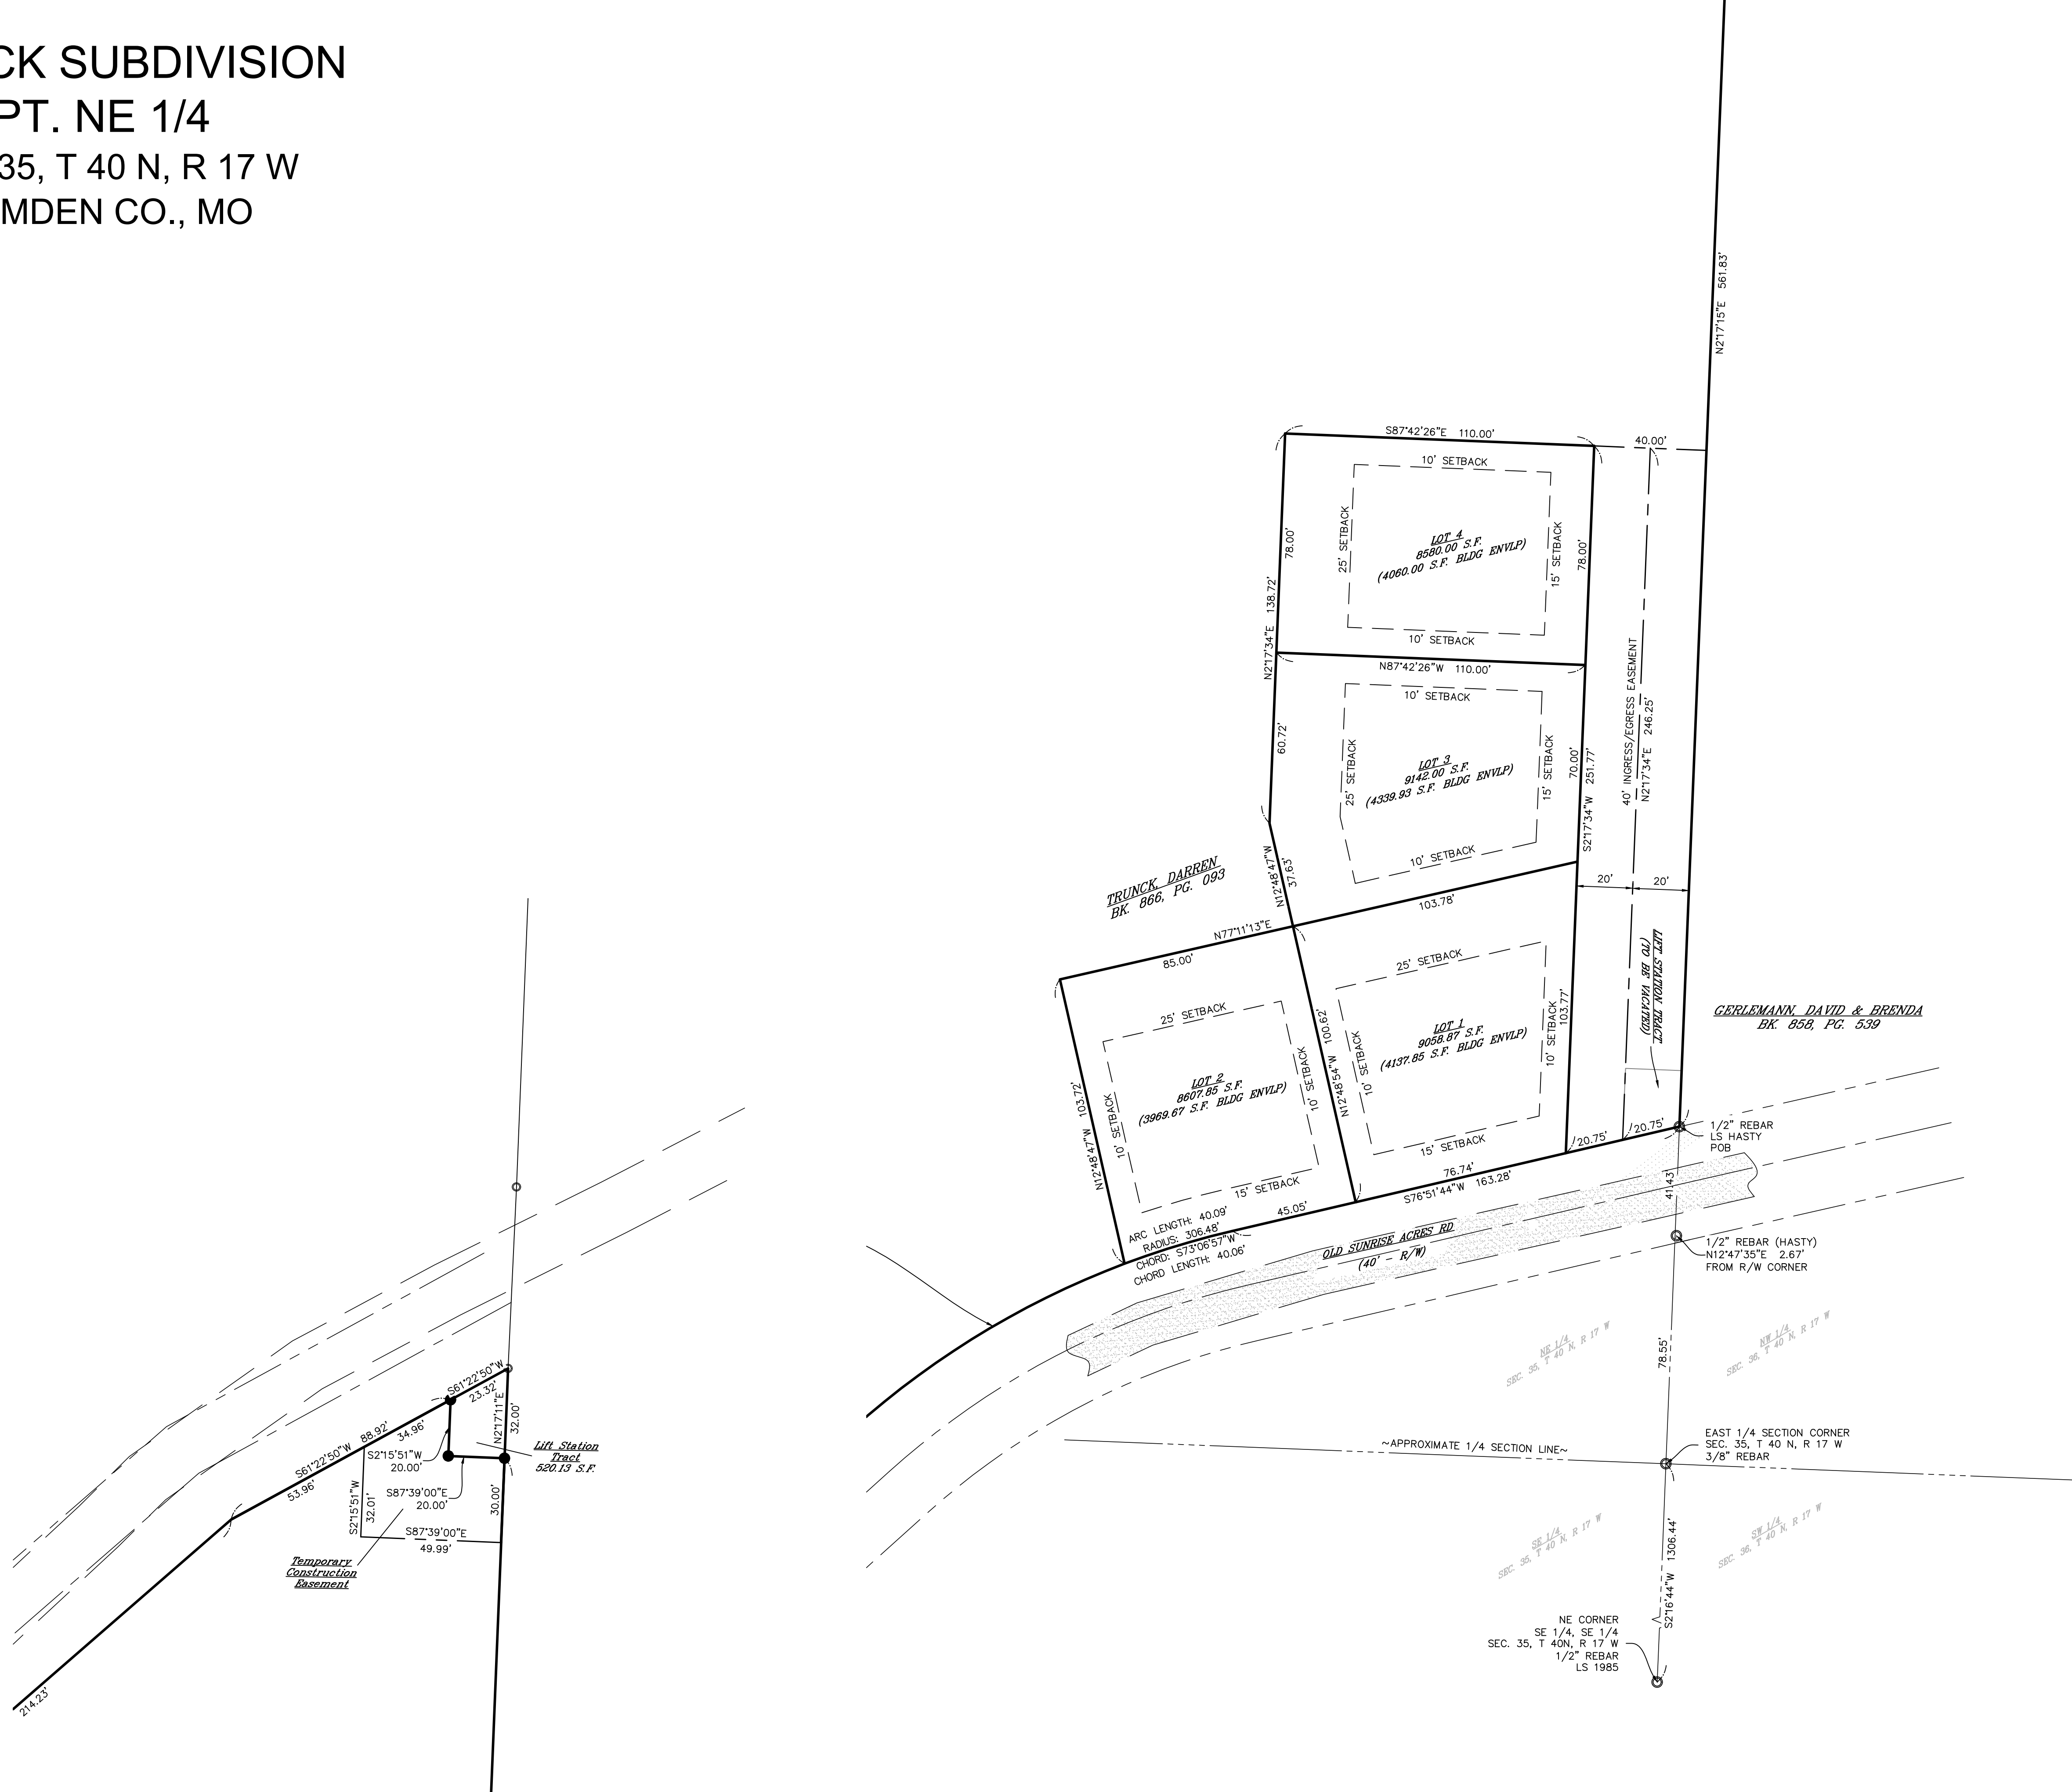 CK SUBDIVISION
PT. NE 1/4
35, T 40 N, R 17 W
MDEN CO., MO
N2°17'15"E 561.83'
S87°42'26"E 110.00'
40.00'
10' SETBACK
25' SETBACK
LOT 4
8580.00 S.F.
(4060.00 S.F. BLDG ENVLP)
15' SETBACK
78.00'
78.00'
10' SETBACK
N2°17'34"E 138.72'
N87°42'26"W 110.00'
10' SETBACK
60.72'
25' SETBACK
LOT 3
9142.00 S.F.
(4339.93 S.F. BLDG ENVLP)
15' SETBACK
70.00'
S2°17'34"W 251.77'
40' INGRESS/EGRESS EASEMENT
N2°17'34"E 246.25'
10' SETBACK
N12°48'47"W
37.63'
TRUNCK, DARREN
BK. 866, PG. 093
20'
20'
103.78'
N77°11'13"E
85.00'
LIFT STATION TRACT
(TO BE VACATED)
25' SETBACK
LOT 1
9058.87 S.F.
(4137.85 S.F. BLDG ENVLP)
10' SETBACK
10' SETBACK
103.77'
15' SETBACK
N12°48'54"W 100.62'
GERLEMANN, DAVID & BRENDA
BK. 858, PG. 539
25' SETBACK
LOT 2
8607.85 S.F.
(3969.67 S.F. BLDG ENVLP)
10' SETBACK
10' SETBACK
15' SETBACK
N12°48'47"W 103.72'
20.75'
20.75'
1/2" REBAR
LS HASTY
POB
76.74'
S76°51'44"W 163.28'
45.05'
41.43'
ARC LENGTH: 40.09'
RADIUS: 306.48'
CHORD: S73°06'57"W
CHORD LENGTH: 40.06'
OLD SUNRISE ACRES RD
(40' - R/W)
1/2" REBAR (HASTY)
N12°47'35"E 2.67'
FROM R/W CORNER
NE 1/4
SEC. 35, T 40 N, R 17 W
NW 1/4
SEC. 36, T 40 N, R 17 W
78.55'
~APPROXIMATE 1/4 SECTION LINE~
EAST 1/4 SECTION CORNER
SEC. 35, T 40 N, R 17 W
3/8" REBAR
SE 1/4
SEC. 35, T 40 N, R 17 W
SW 1/4
SEC. 36, T 40 N, R 17 W
S2°16'44"W 1306.44'
NE CORNER
SE 1/4, SE 1/4
SEC. 35, T 40N, R 17 W
1/2" REBAR
LS 1985
S61°22'50"W
23.32'
N2°17'11"E
32.00'
S61°22'50"W 88.92'
34.96'
53.96'
S2°15'51"W
20.00'
Lift Station
Tract
520.13 S.F.
S87°39'00"E
20.00'
30.00'
S2°15'51"W
32.01'
S87°39'00"E
49.99'
Temporary
Construction
Easement
214.23'